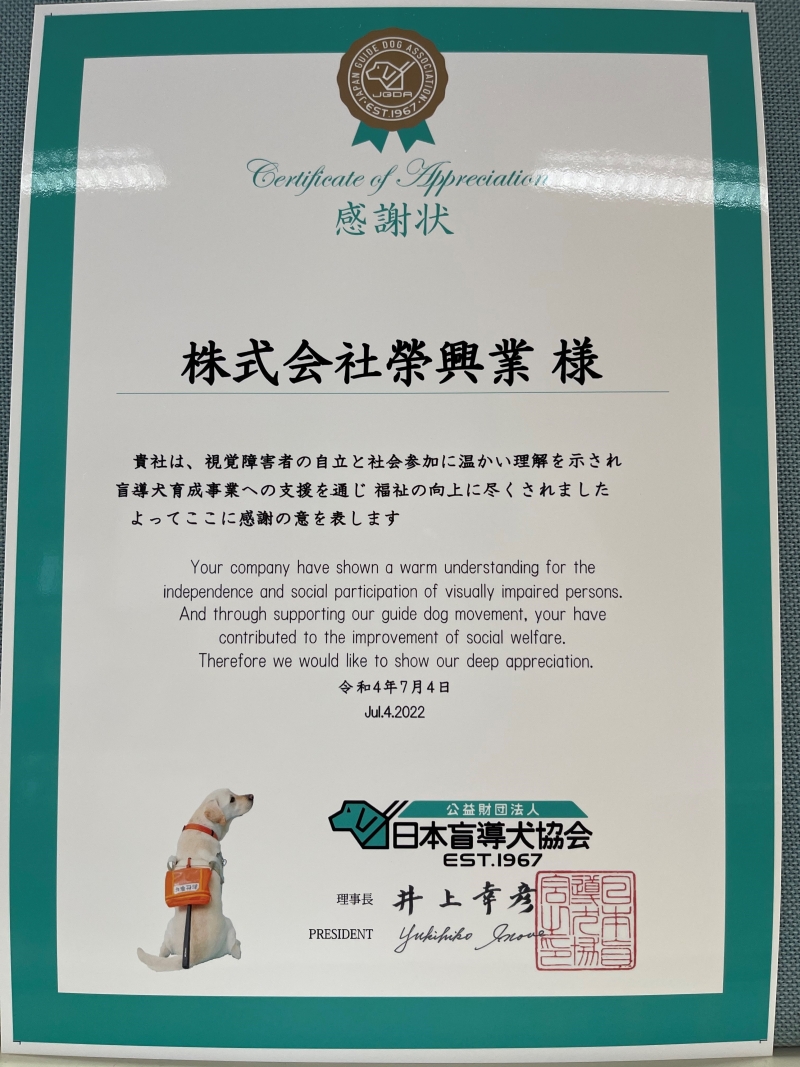 JAPAN GUIDE DOG ASSOCIATION
JGDA
EST.1967
Certificate of Appreciation
感謝状
株式会社榮興業 様
貴社は、視覚障害者の自立と社会参加に温かい理解を示され
盲導犬育成事業への支援を通じ 福祉の向上に尽くされました
よってここに感謝の意を表します
Your company have shown a warm understanding for the
independence and social participation of visually impaired persons.
And through supporting our guide dog movement, your have
contributed to the improvement of social welfare.
Therefore we would like to show our deep appreciation.
令和4年7月4日
Jul.4.2022
公益財団法人
日本盲導犬協会
EST.1967
理事長 井上幸彦
PRESIDENT Yukihiko Inoue